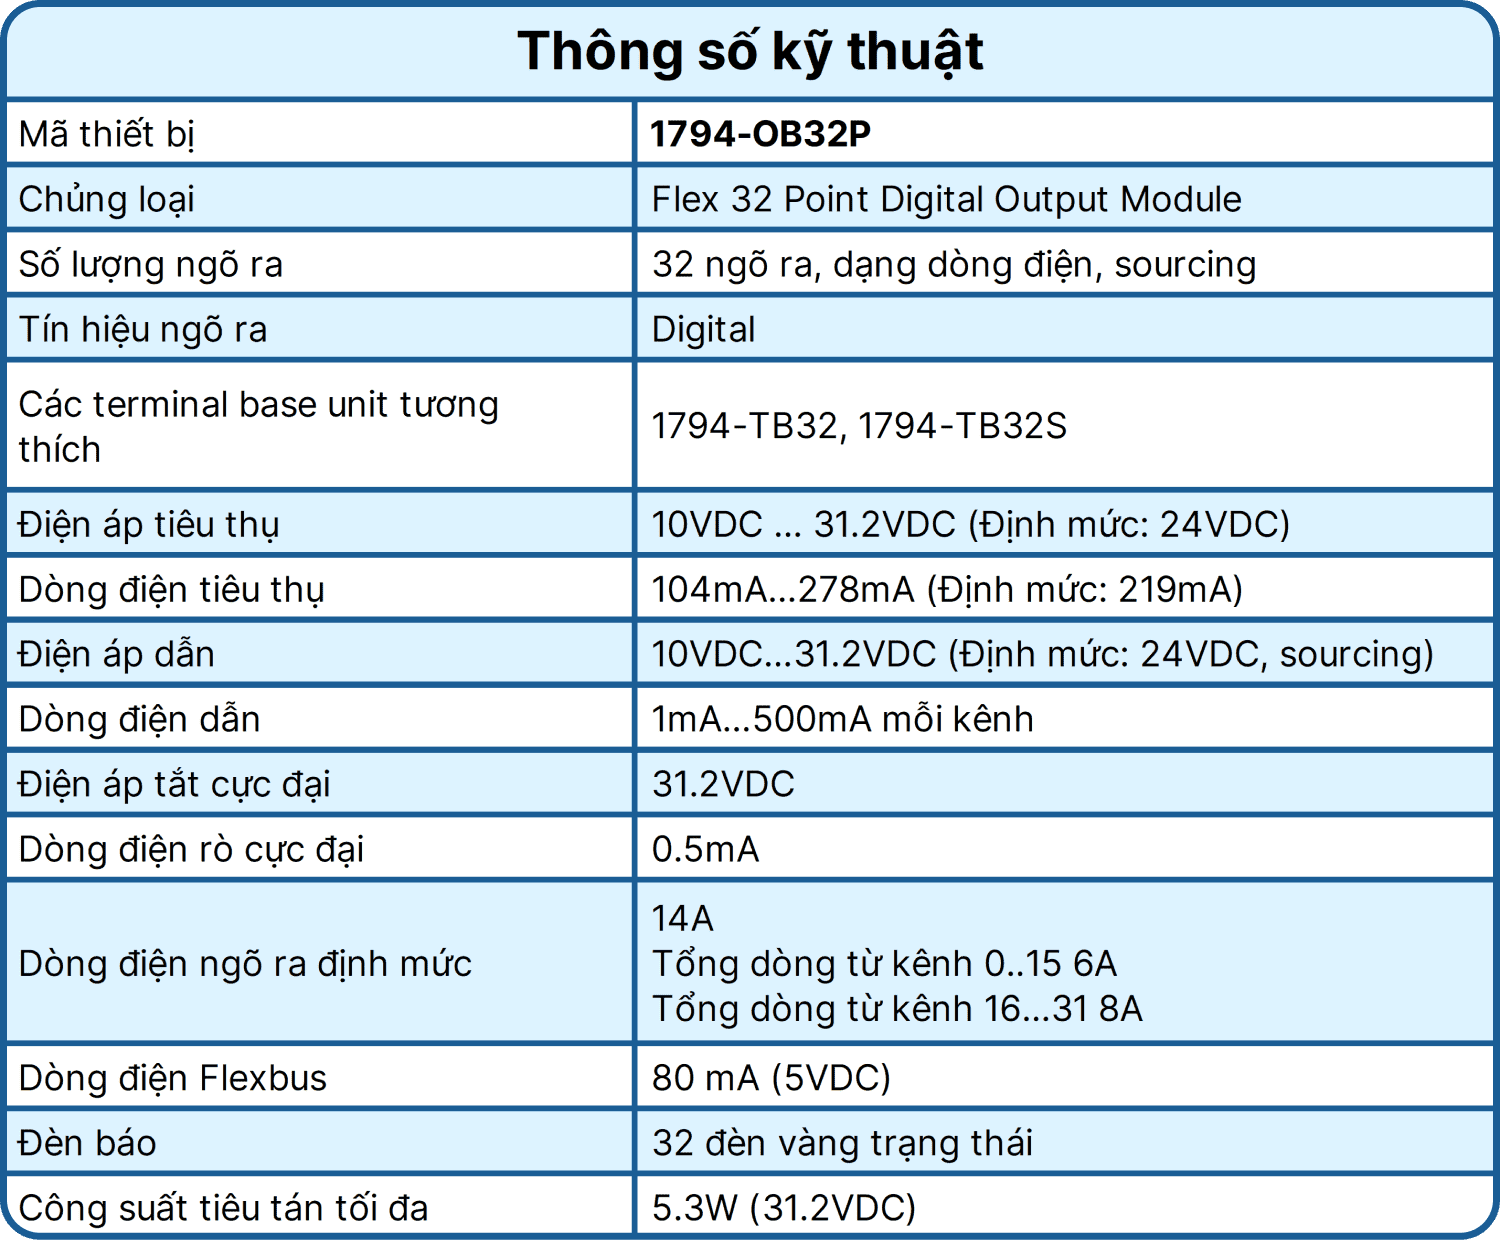 Thông số kỹ thuật
Mã thiết bị
1794-OB32P
Chủng loại
Flex 32 Point Digital Output Module
Số lượng ngõ ra
32 ngõ ra, dạng dòng điện, sourcing
Tín hiệu ngõ ra
Digital
Các terminal base unit tương
thích
1794-TB32, 1794-TB32S
Điện áp tiêu thụ
10VDC ... 31.2VDC (Định mức: 24VDC)
Dòng điện tiêu thụ
104mA...278mA (Định mức: 219mA)
Điện áp dẫn
10VDC...31.2VDC (Định mức: 24VDC, sourcing)
Dòng điện dẫn
1mA...500mA mỗi kênh
Điện áp tắt cực đại
31.2VDC
Dòng điện rò cực đại
0.5mA
Dòng điện ngõ ra định mức
14A
Tổng dòng từ kênh 0..15 6A
Tổng dòng từ kênh 16...31 8A
Dòng điện Flexbus
80 mA (5VDC)
Đèn báo
32 đèn vàng trạng thái
Công suất tiêu tán tối đa
5.3W (31.2VDC)